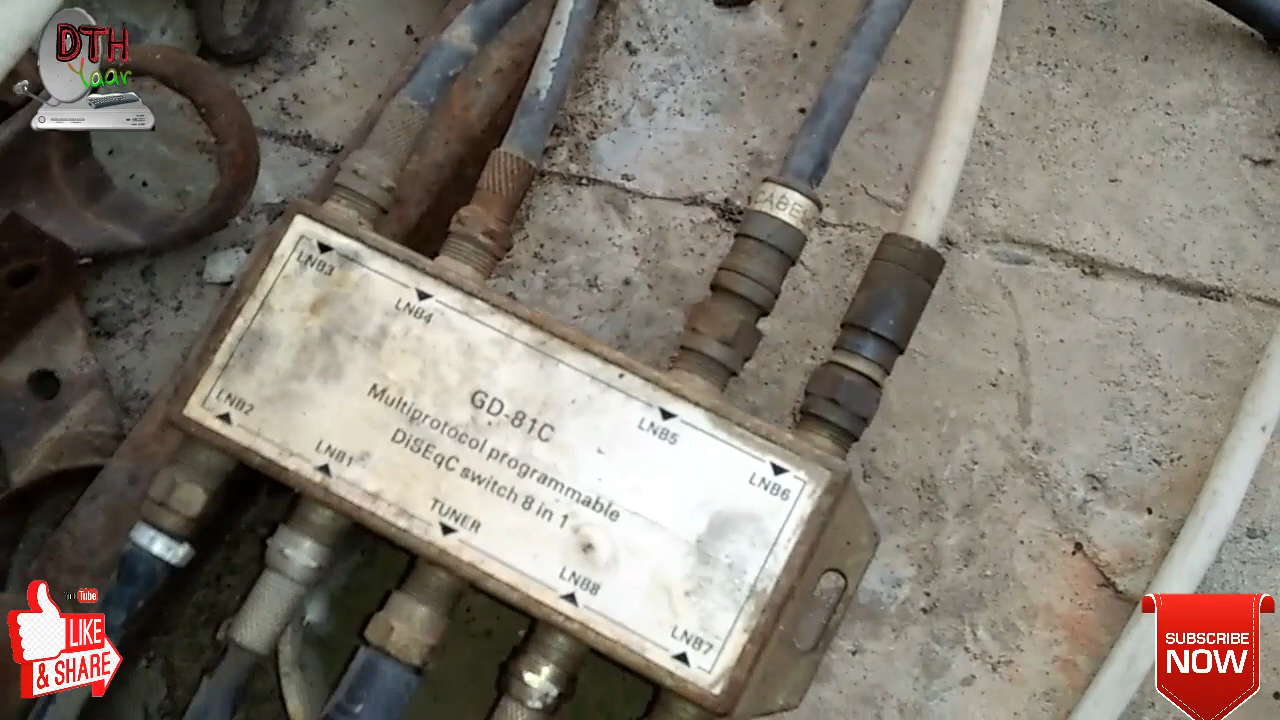 DTH
Yaar
CABEL
LNB3
LNB4
LNB5
LNB6
GD-81C
Multiprotocol programmable
DiSEqC switch 8 in 1
LNB2
LNB1
TUNER
LNB8
LNB7
YouTube
LIKE
& SHARE
SUBSCRIBE
NOW